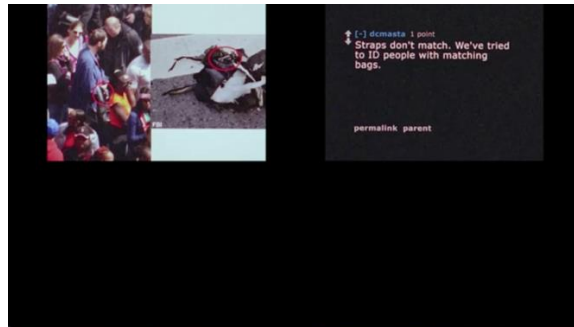 [-] dcmasta 1 point
Straps don't match. We've tried
to ID people with matching
bags.
permalink parent